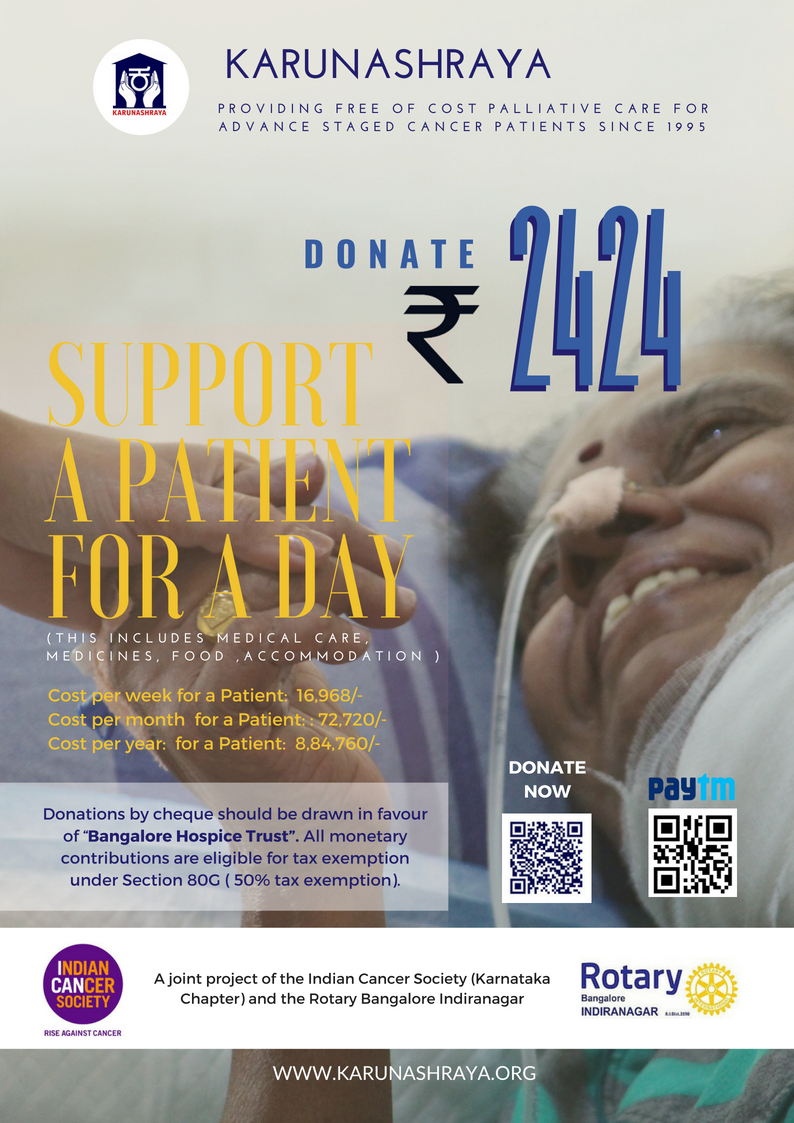 KARUNASHRAYA
KARUNASHRAYA
PROVIDING FREE OF COST PALLIATIVE CARE FOR
ADVANCE STAGED CANCER PATIENTS SINCE 1995
DONATE
₹ 2424
SUPPORT
A PATIENT
FOR A DAY
(THIS INCLUDES MEDICAL CARE,
MEDICINES, FOOD ,ACCOMMODATION )
Cost per week for a Patient: 16,968/-
Cost per month for a Patient: : 72,720/-
Cost per year: for a Patient: 8,84,760/-
Donations by cheque should be drawn in favour
of “Bangalore Hospice Trust”. All monetary
contributions are eligible for tax exemption
under Section 80G ( 50% tax exemption).
DONATE
NOW
paytm
INDIAN
CANCER
SOCIETY
RISE AGAINST CANCER
A joint project of the Indian Cancer Society (Karnataka
Chapter) and the Rotary Bangalore Indiranagar
Rotary
Bangalore
INDIRANAGAR
WWW.KARUNASHRAYA.ORG